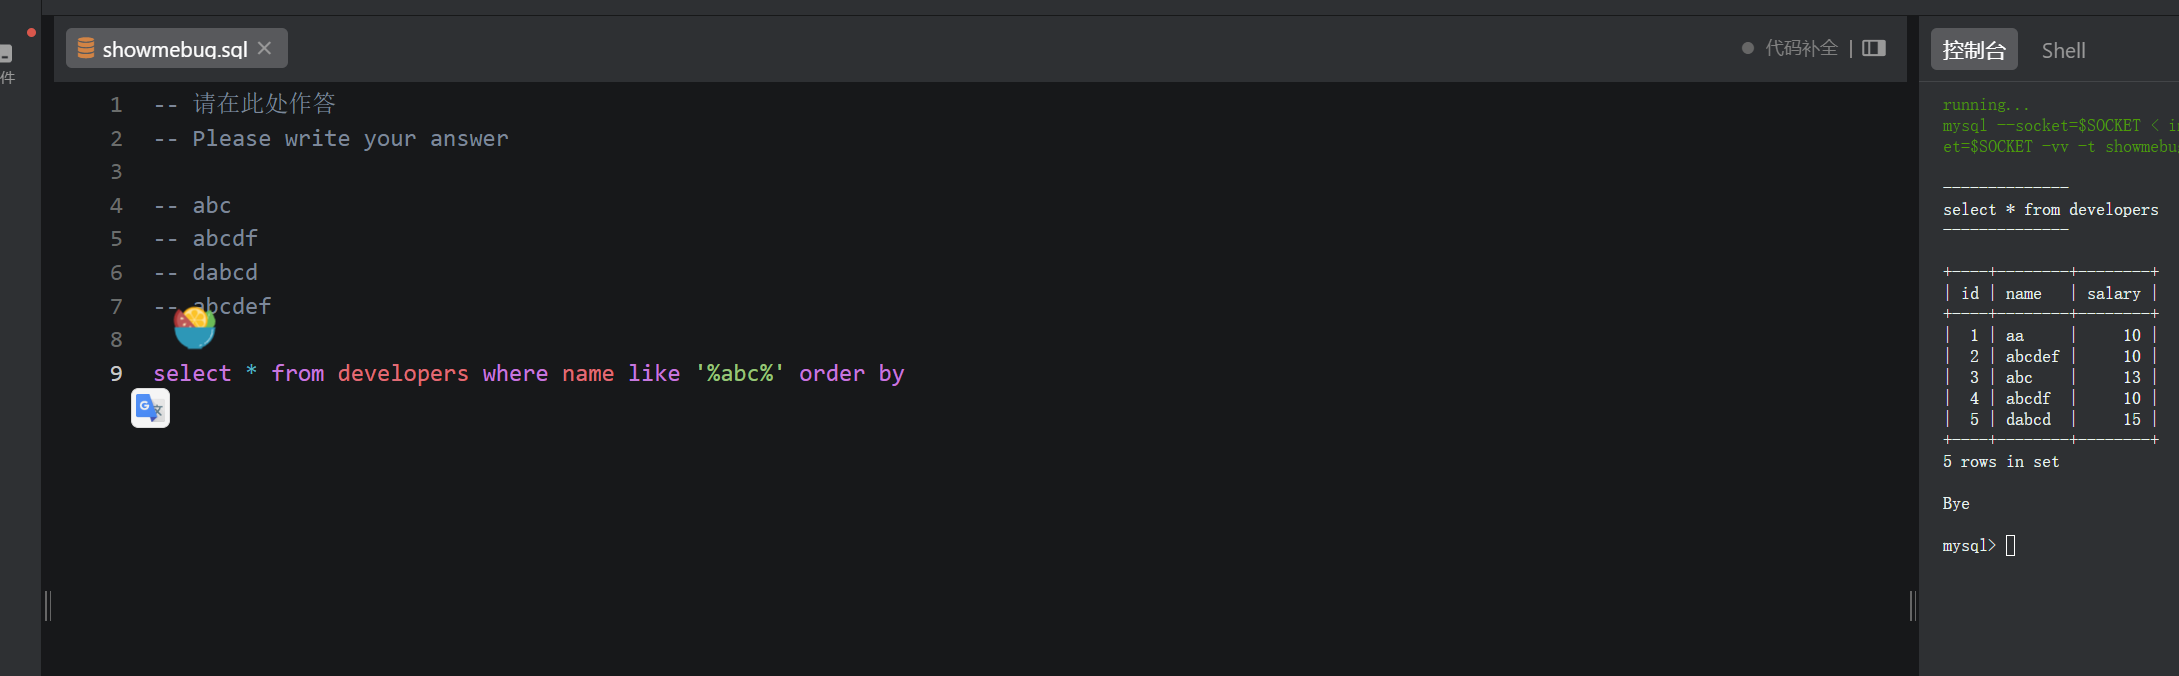 件
showmebug.sql
代码补全
控制台 Shell
1 -- 请在此处作答
2 -- Please write your answer
3
4 -- abc
5 -- abcdf
6 -- dabcd
7 -- abcdef
8
9 select * from developers where name like '%abc%' order by
running...
mysql --socket=$SOCKET <
et=$SOCKET -vv -t showmebug
--------------
select * from developers
--------------
+----+--------+--------+
| id | name   | salary |
+----+--------+--------+
|  1 | aa     |     10 |
|  2 | abcdef |     10 |
|  3 | abc    |     13 |
|  4 | abcdf  |     10 |
|  5 | dabcd  |     15 |
+----+--------+--------+
5 rows in set
Bye
mysql>